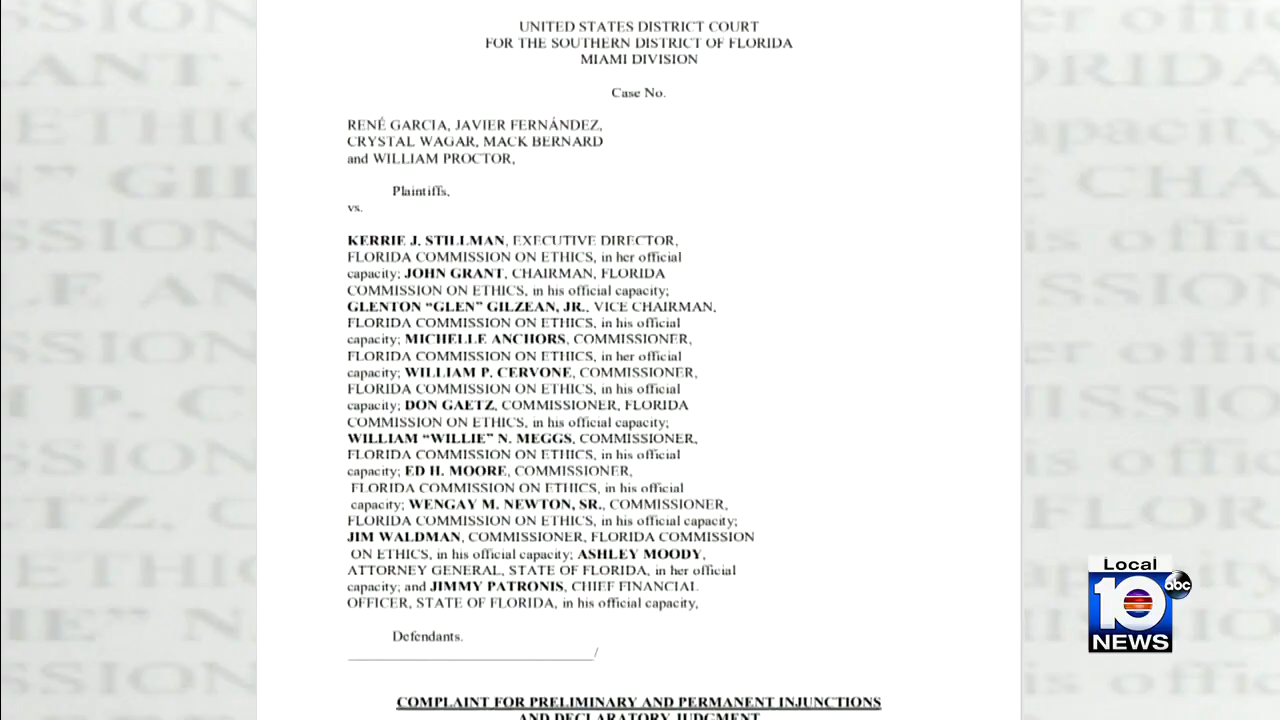 UNITED STATES DISTRICT COURT
FOR THE SOUTHERN DISTRICT OF FLORIDA
MIAMI DIVISION
Case No.
RENÉ GARCIA, JAVIER FERNÁNDEZ,
CRYSTAL WAGAR, MACK BERNARD
and WILLIAM PROCTOR,
Plaintiffs,
vs.
KERRIE J. STILLMAN, EXECUTIVE DIRECTOR,
FLORIDA COMMISSION ON ETHICS, in her official
capacity; JOHN GRANT, CHAIRMAN, FLORIDA
COMMISSION ON ETHICS, in his official capacity;
GLENTON “GLEN” GILZEAN, JR., VICE CHAIRMAN,
FLORIDA COMMISSION ON ETHICS, in his official
capacity; MICHELLE ANCHORS, COMMISSIONER,
FLORIDA COMMISSION ON ETHICS, in her official
capacity; WILLIAM P. CERVONE, COMMISSIONER,
FLORIDA COMMISSION ON ETHICS, in his official
capacity; DON GAETZ, COMMISSIONER, FLORIDA
COMMISSION ON ETHICS, in his official capacity;
WILLIAM “WILLIE” N. MEGGS, COMMISSIONER,
FLORIDA COMMISSION ON ETHICS, in his official
capacity; ED H. MOORE, COMMISSIONER,
FLORIDA COMMISSION ON ETHICS, in his official
capacity; WENGAY M. NEWTON, SR., COMMISSIONER,
FLORIDA COMMISSION ON ETHICS, in his official capacity;
JIM WALDMAN, COMMISSIONER, FLORIDA COMMISSION
ON ETHICS, in his official capacity; ASHLEY MOODY,
ATTORNEY GENERAL, STATE OF FLORIDA, in her official
capacity; and JIMMY PATRONIS, CHIEF FINANCIAL
OFFICER, STATE OF FLORIDA, in his official capacity,
Defendants.
/
COMPLAINT FOR PRELIMINARY AND PERMANENT INJUNCTIONS
AND DECLARATORY JUDGMENT
Local
10
abc
NEWS